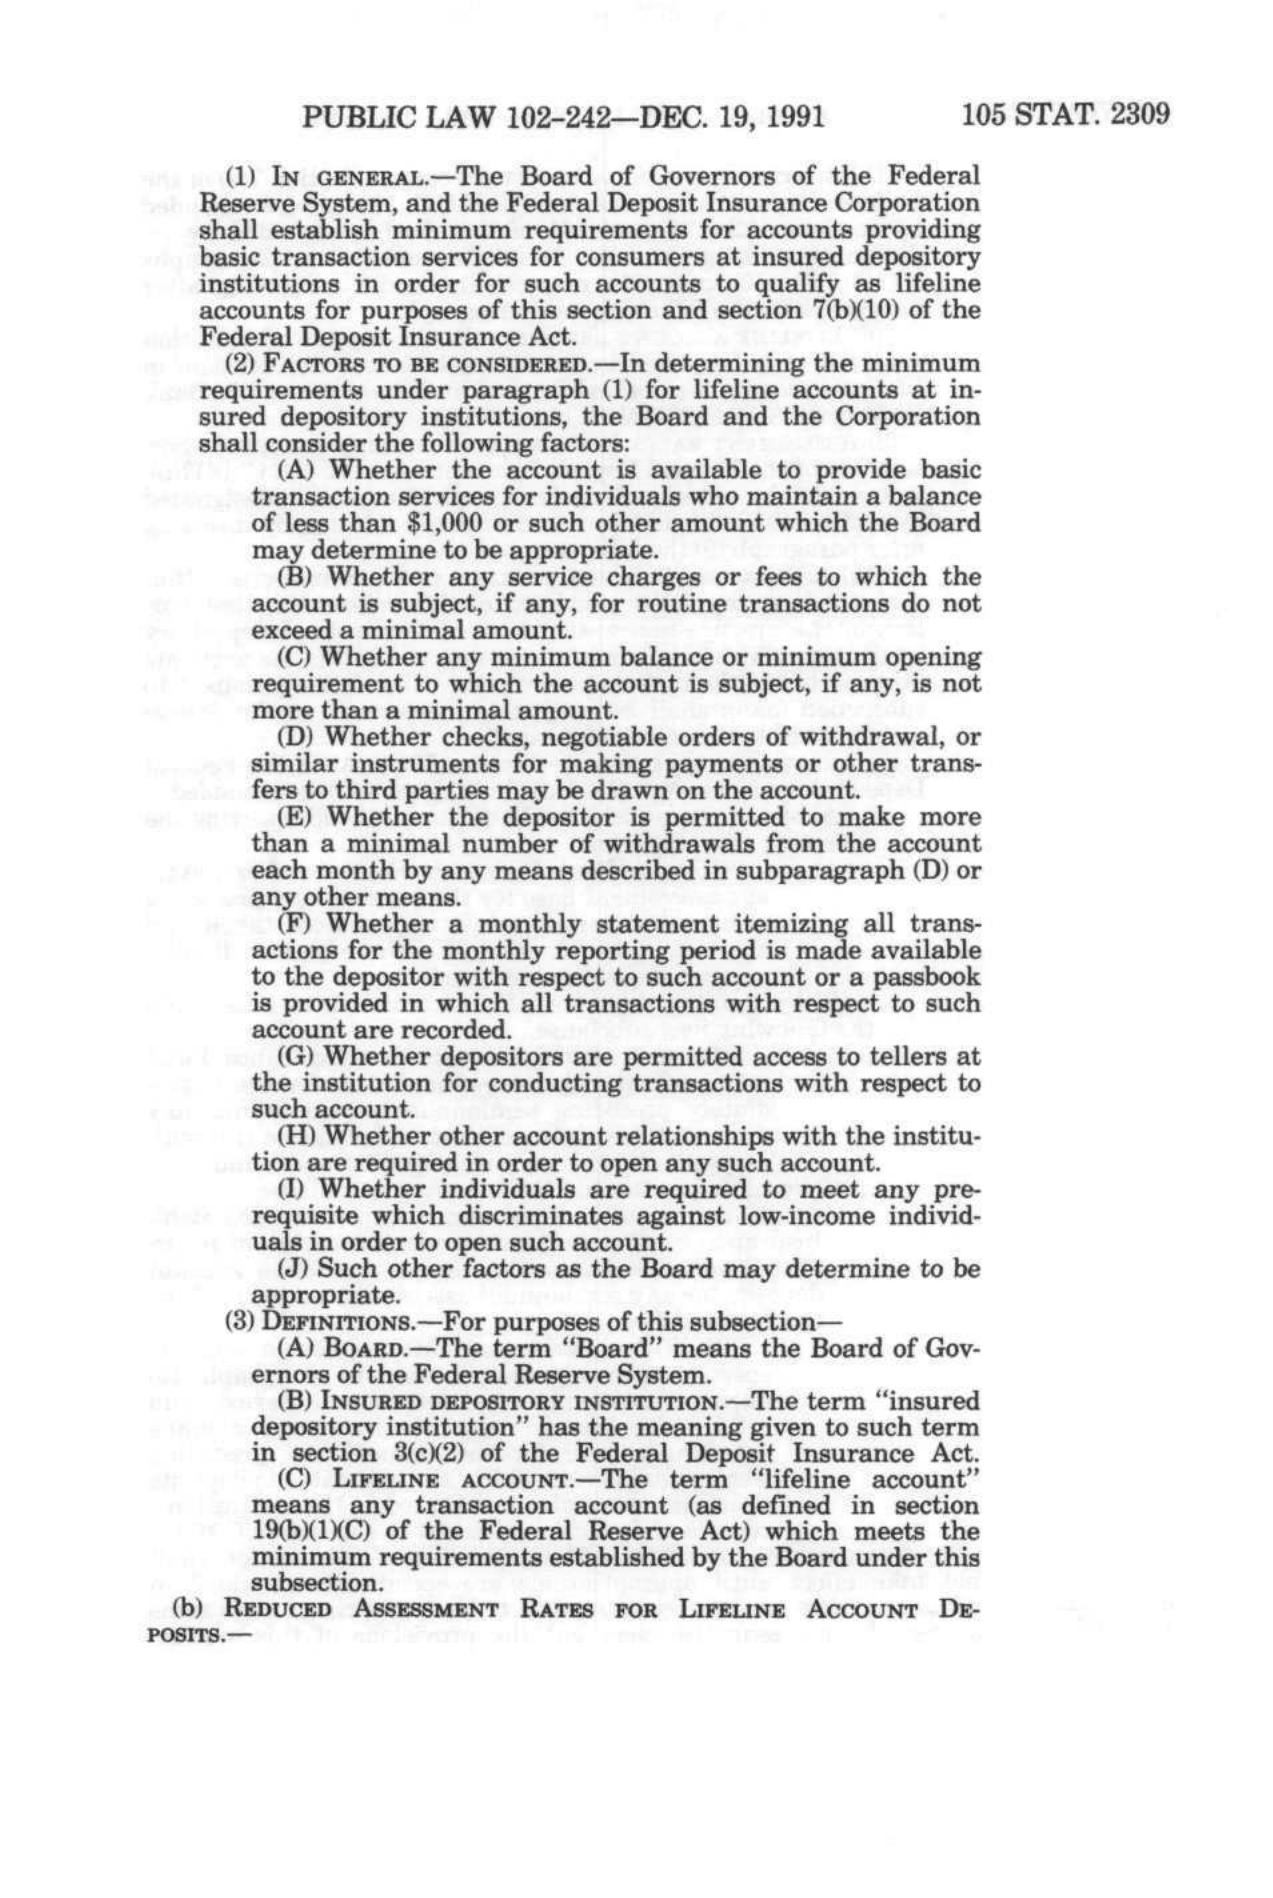 PUBLIC LAW 102-242—DEC. 19, 1991 105 STAT. 2309
(1) IN GENERAL.—The Board of Governors of the Federal
Reserve System, and the Federal Deposit Insurance Corporation
shall establish minimum requirements for accounts providing
basic transaction services for consumers at insured depository
institutions in order for such accounts to qualify as lifeline
accounts for purposes of this section and section 7(b)(10) of the
Federal Deposit Insurance Act.
(2) FACTORS TO BE CONSIDERED.—In determining the minimum
requirements under paragraph (1) for lifeline accounts at in-
sured depository institutions, the Board and the Corporation
shall consider the following factors:
(A) Whether the account is available to provide basic
transaction services for individuals who maintain a balance
of less than $1,000 or such other amount which the Board
may determine to be appropriate.
(B) Whether any service charges or fees to which the
account is subject, if any, for routine transactions do not
exceed a minimal amount.
(C) Whether any minimum balance or minimum opening
requirement to which the account is subject, if any, is not
more than a minimal amount.
(D) Whether checks, negotiable orders of withdrawal, or
similar instruments for making payments or other trans-
fers to third parties may be drawn on the account.
(E) Whether the depositor is permitted to make more
than a minimal number of withdrawals from the account
each month by any means described in subparagraph (D) or
any other means.
(F) Whether a monthly statement itemizing all trans-
actions for the monthly reporting period is made available
to the depositor with respect to such account or a passbook
is provided in which all transactions with respect to such
account are recorded.
(G) Whether depositors are permitted access to tellers at
the institution for conducting transactions with respect to
such account.
(H) Whether other account relationships with the institu-
tion are required in order to open any such account.
(I) Whether individuals are required to meet any pre-
requisite which discriminates against low-income individ-
uals in order to open such account.
(J) Such other factors as the Board may determine to be
appropriate.
(3) DEFINITIONS.—For purposes of this subsection—
(A) BOARD.—The term "Board" means the Board of Gov-
ernors of the Federal Reserve System.
(B) INSURED DEPOSITORY INSTITUTION.—The term "insured
depository institution" has the meaning given to such term
in section 3(c)(2) of the Federal Deposit Insurance Act.
(C) LIFELINE ACCOUNT.—The term "lifeline account"
means any transaction account (as defined in section
19(b)(1)(C) of the Federal Reserve Act) which meets the
minimum requirements established by the Board under this
subsection.
(b) REDUCED ASSESSMENT RATES FOR LIFELINE ACCOUNT DE-
POSITS.—